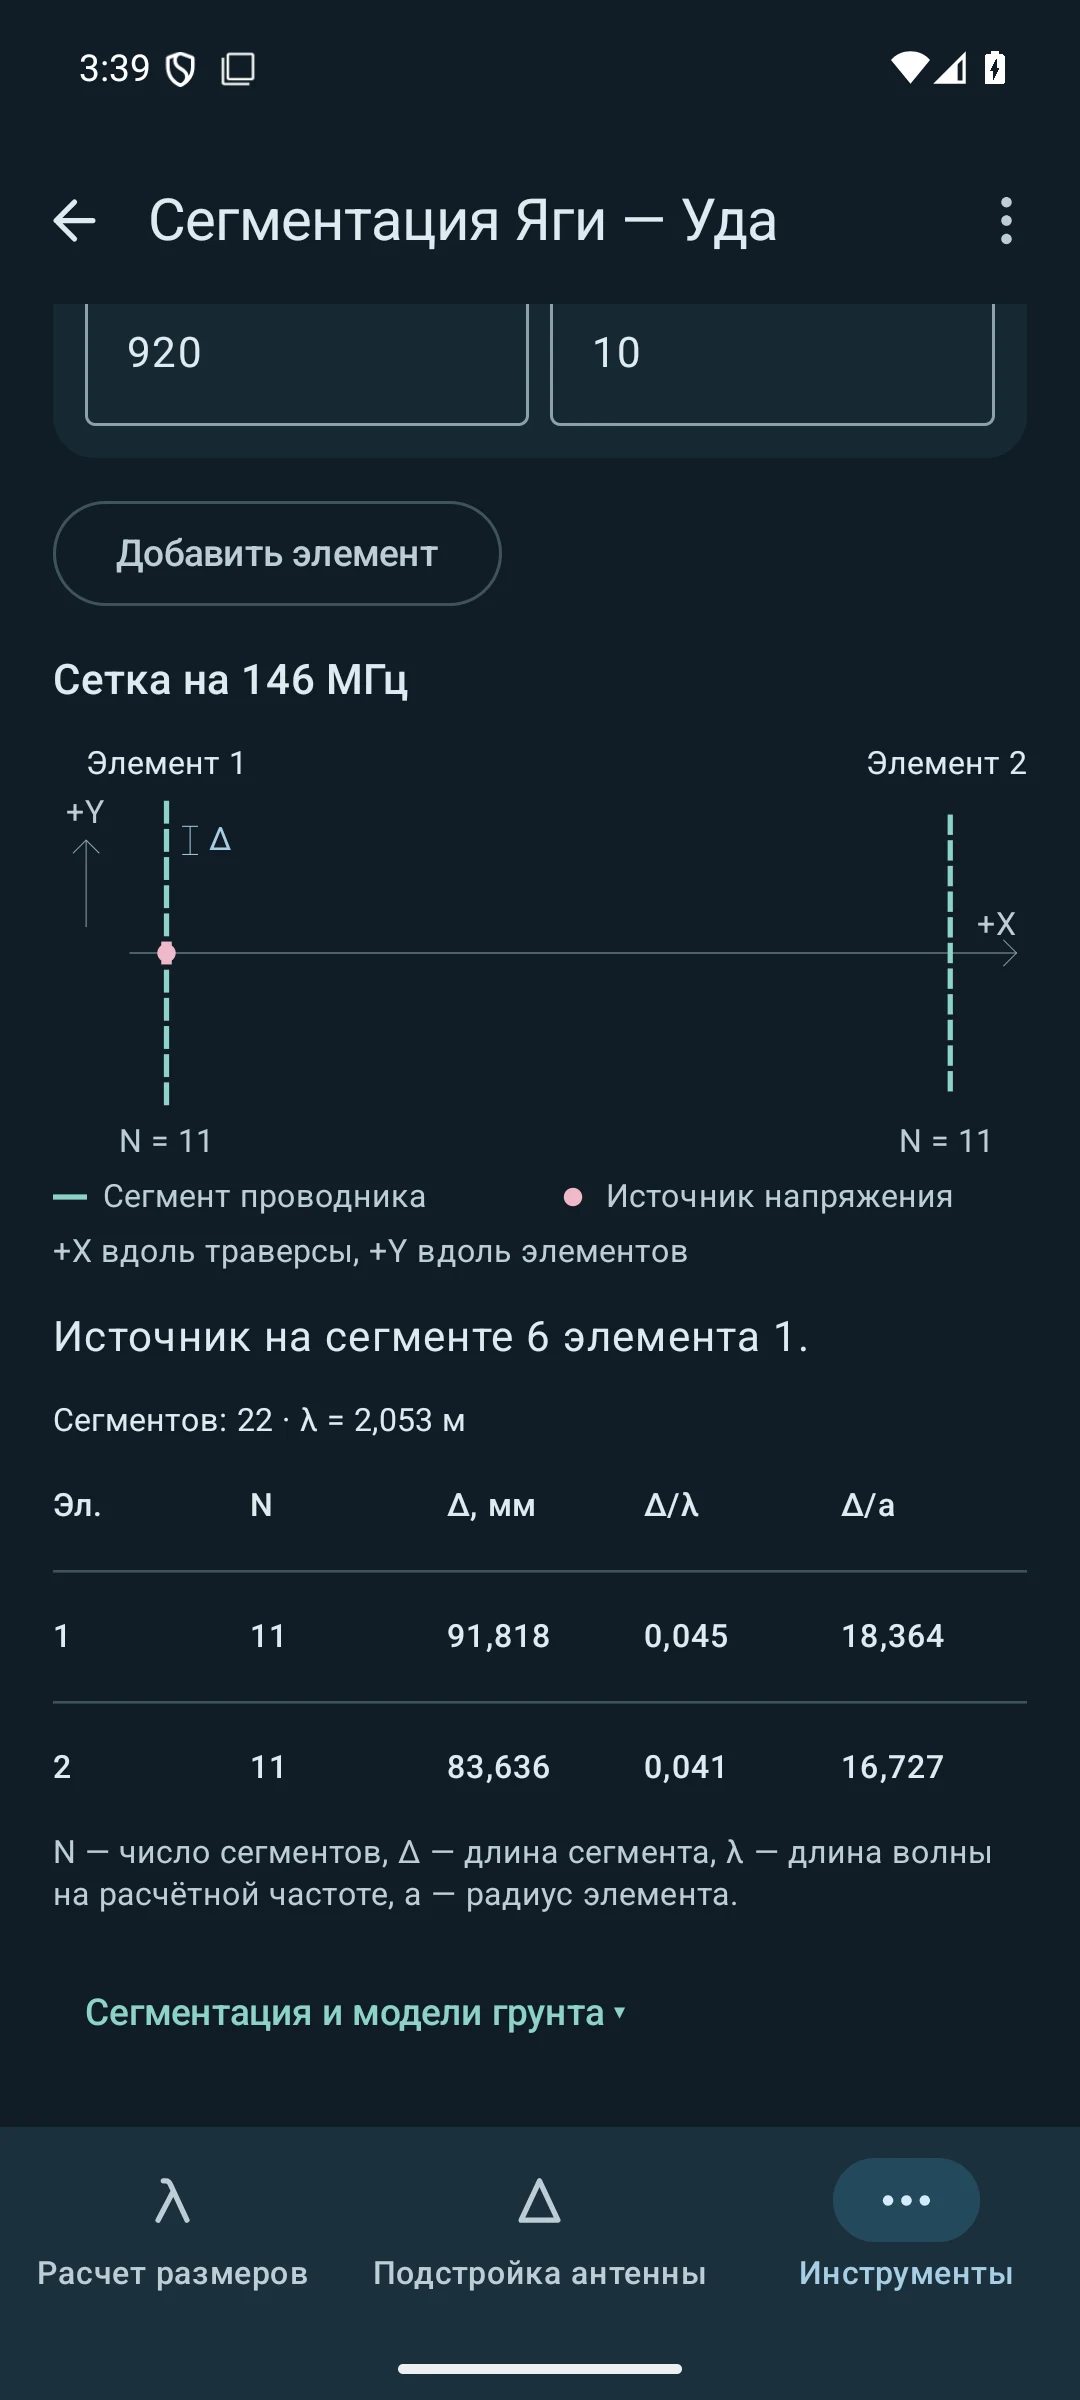 3:39
Сегментация Яги — Уда
920
10
Добавить элемент
Сетка на 146 МГц
Элемент 1
Элемент 2
+Y
Δ
+X
N = 11
N = 11
Сегмент проводника
Источник напряжения
+X вдоль траверсы, +Y вдоль элементов
Источник на сегменте 6 элемента 1.
Сегментов: 22 · λ = 2,053 м
Эл. N Δ, мм Δ/λ Δ/a
1 11 91,818 0,045 18,364
2 11 83,636 0,041 16,727
N — число сегментов, Δ — длина сегмента, λ — длина волны
на расчётной частоте, a — радиус элемента.
Сегментация и модели грунта ▾
λ
Δ
Расчет размеров
Подстройка антенны
Инструменты